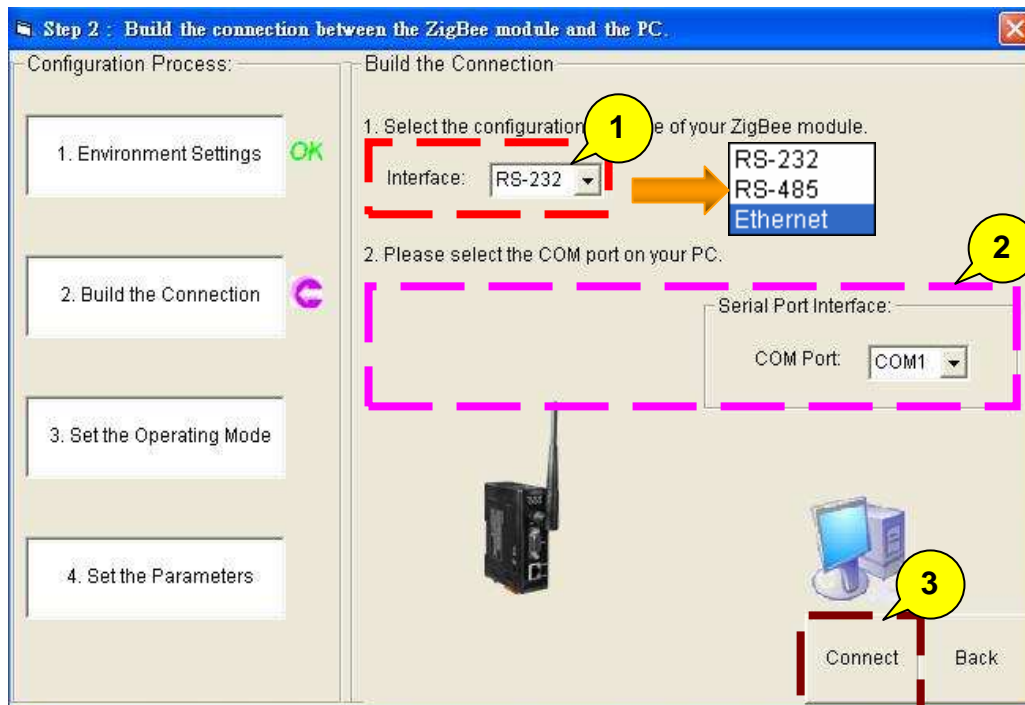 Step 2 : Build the connection between the ZigBee module and the PC.
Configuration Process:
1. Environment Settings
OK
2. Build the Connection
3. Set the Operating Mode
4. Set the Parameters
Build the Connection
1. Select the configuration e of your ZigBee module.
1
Interface: RS-232
RS-232
RS-485
Ethernet
2. Please select the COM port on your PC.
2
Serial Port Interface:
COM Port: COM1
3
Connect
Back